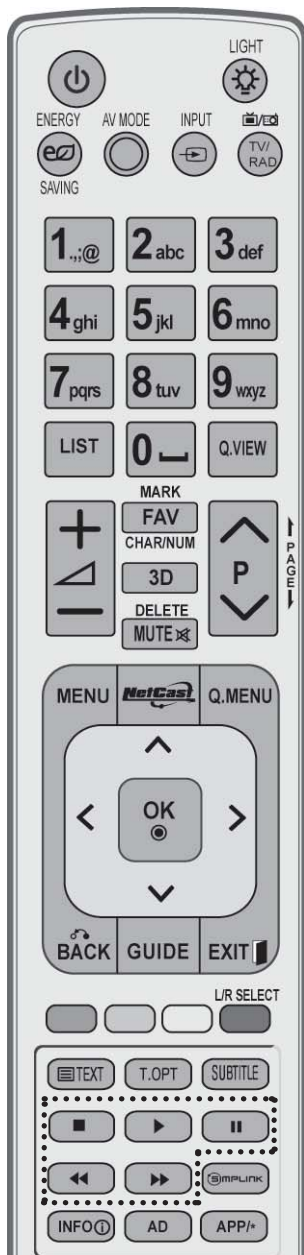 LIGHT
ENERGY AV MODE INPUT
TV/
RAD
SAVING
1.,;@ 2abc 3def
4ghi 5jkl 6mno
7pqrs 8tuv 9wxyz
LIST 0 Q.VIEW
MARK
FAV
CHAR/NUM
3D
P
PAGE
DELETE
MUTE
MENU NetCast Q.MENU
OK
BACK GUIDE EXIT
L/R SELECT
TEXT T.OPT SUBTITLE
SIMPLINK
INFO AD APP/*